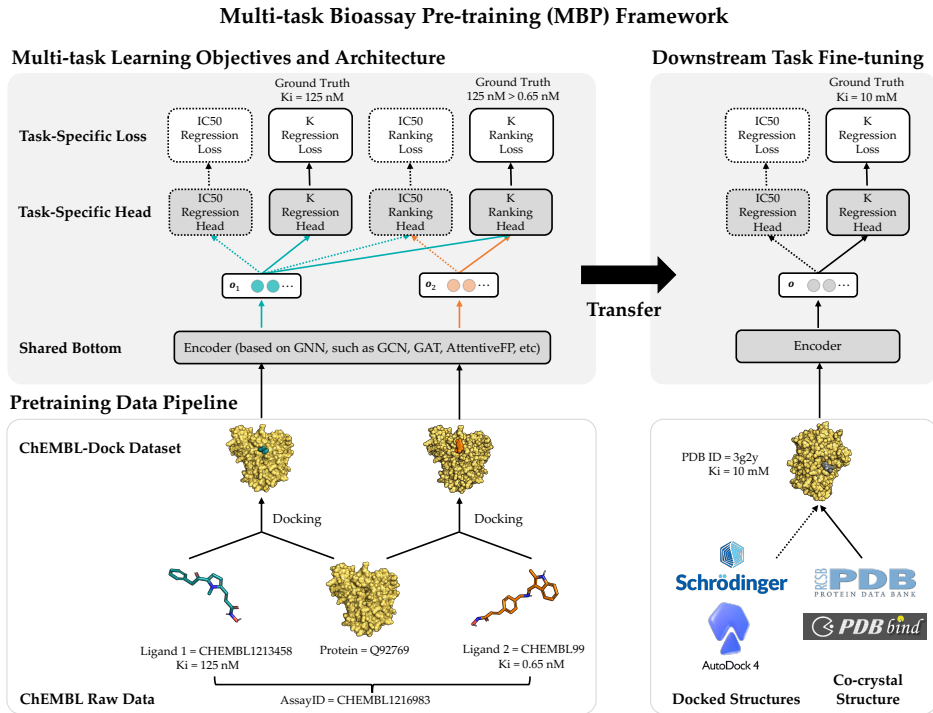 Multi-task Bioassay Pre-training (MBP) Framework
Multi-task Learning Objectives and Architecture
Ground Truth
Ki = 125 nM
Ground Truth
125 nM > 0.65 nM
Task-Specific Loss
IC50
Regression
Loss
K
Regression
Loss
IC50
Ranking
Loss
K
Ranking
Loss
Task-Specific Head
IC50
Regression
Head
K
Regression
Head
IC50
Ranking
Head
K
Ranking
Head
o₁ ···
o₂ ···
Shared Bottom
Encoder (based on GNN, such as GCN, GAT, AttentiveFP, etc)
Transfer
Downstream Task Fine-tuning
Ground Truth
Ki = 10 mM
IC50
Regression
Loss
K
Regression
Loss
IC50
Regression
Head
K
Regression
Head
o ···
Encoder
Pretraining Data Pipeline
ChEMBL-Dock Dataset
Docking
Docking
Ligand 1 = CHEMBL1213458
Ki = 125 nM
Protein = Q92769
Ligand 2 = CHEMBL99
Ki = 0.65 nM
ChEMBL Raw Data
AssayID = CHEMBL1216983
PDB ID = 3g2y
Ki = 10 mM
Schrödinger
RCSB
PDB
PROTEIN DATA BANK
PDBbind
AutoDock 4
Docked Structures
Co-crystal
Structure